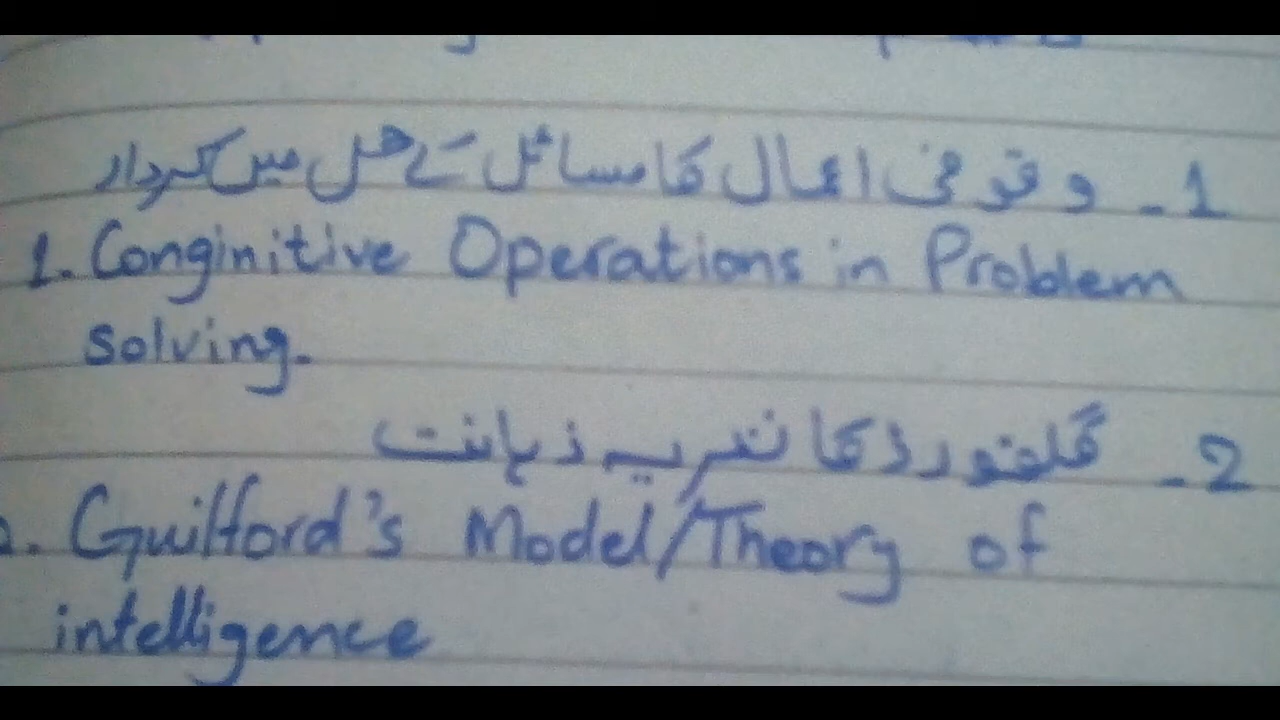 1۔ وقوفی اعمال کا مسائل کے حل میں کردار
1. Conginitive Operations in Problem
solving.
2۔ گلفورڈ کا نظریہ ذہانت
2. Guilford's Model/Theory of
intelligence